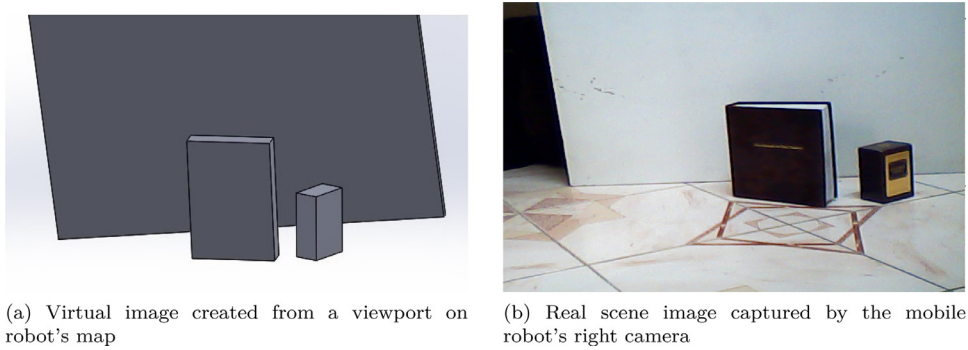 (a) Virtual image created from a viewport on
robot's map
(b) Real scene image captured by the mobile
robot's right camera